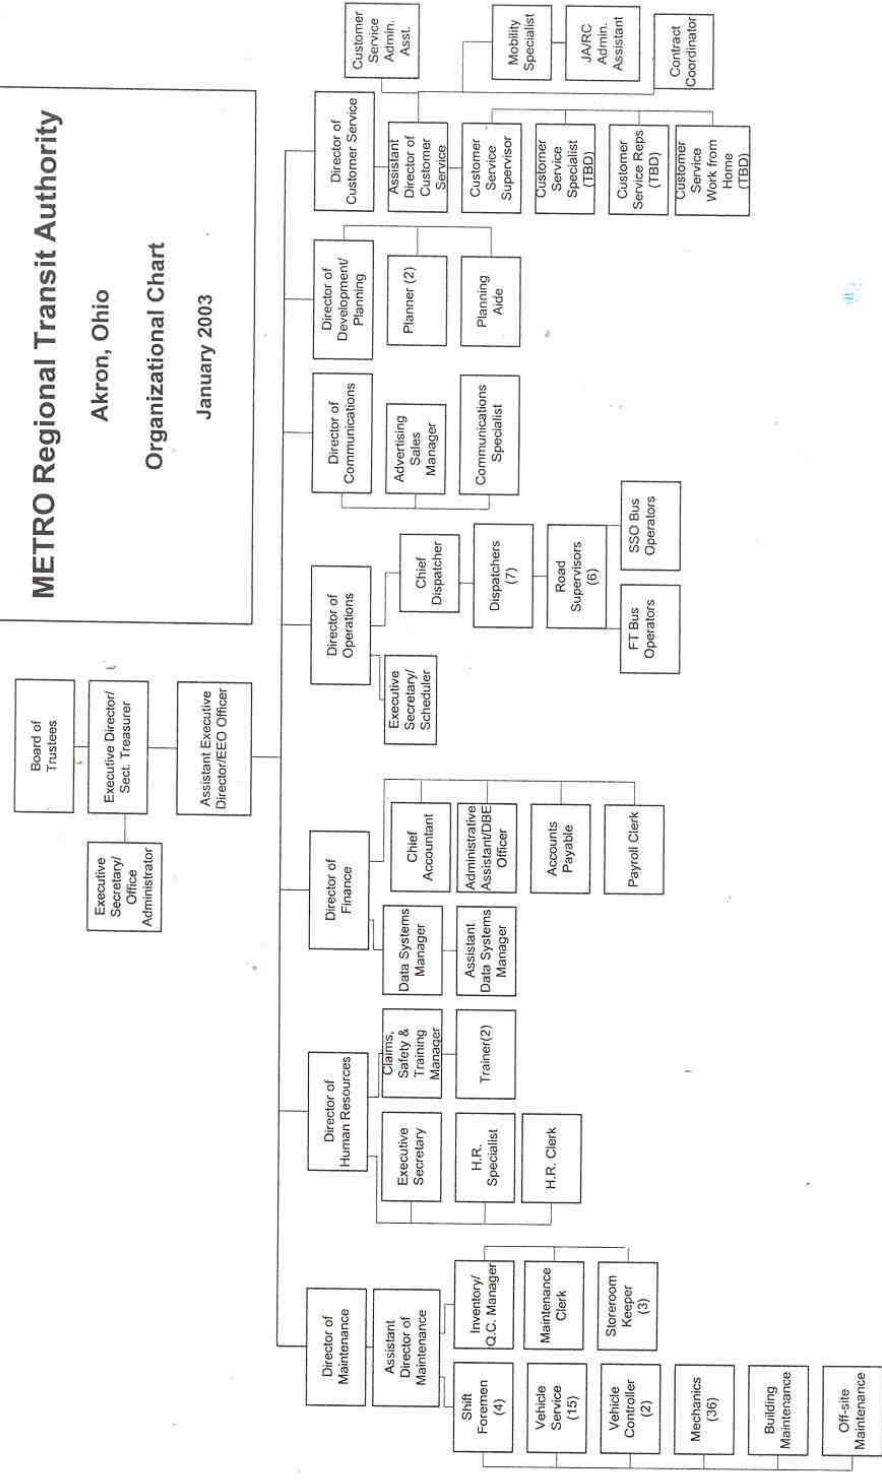 METRO Regional Transit Authority
Akron, Ohio
Organizational Chart
January 2003
Board of
Trustees
Executive Director/
Sect. Treasurer
Executive
Secretary/
Office
Administrator
Assistant Executive
Director/EEO Officer
Director of
Maintenance
Assistant
Director of
Maintenance
Shift
Foremen
(4)
Vehicle
Service
(15)
Vehicle
Controller
(2)
Mechanics
(36)
Building
Maintenance
Off-site
Maintenance
Inventory/
Q.C. Manager
Maintenance
Clerk
Storeroom
Keeper
(3)
Director of
Human Resources
Executive
Secretary
H.R.
Specialist
H.R. Clerk
Claims,
Safety &
Training
Manager
Trainer(2)
Director of
Finance
Data Systems
Manager
Assistant
Data Systems
Manager
Chief
Accountant
Administrative
Assistant/DBE
Officer
Accounts
Payable
Payroll Clerk
Director of
Operations
Executive
Secretary/
Scheduler
Chief
Dispatcher
Dispatchers
(7)
Road
Supervisors
(6)
FT Bus
Operators
SSO Bus
Operators
Director of
Communications
Advertising
Sales
Manager
Communications
Specialist
Director of
Development/
Planning
Planner (2)
Planning
Aide
Director of
Customer Service
Customer
Service
Admin.
Asst.
Assistant
Director of
Customer
Service
Customer
Service
Supervisor
Customer
Service
Specialist
(TBD)
Customer
Service Reps
(TBD)
Customer
Service
Work from
Home
(TBD)
Mobility
Specialist
JA/RC
Admin.
Assistant
Contract
Coordinator